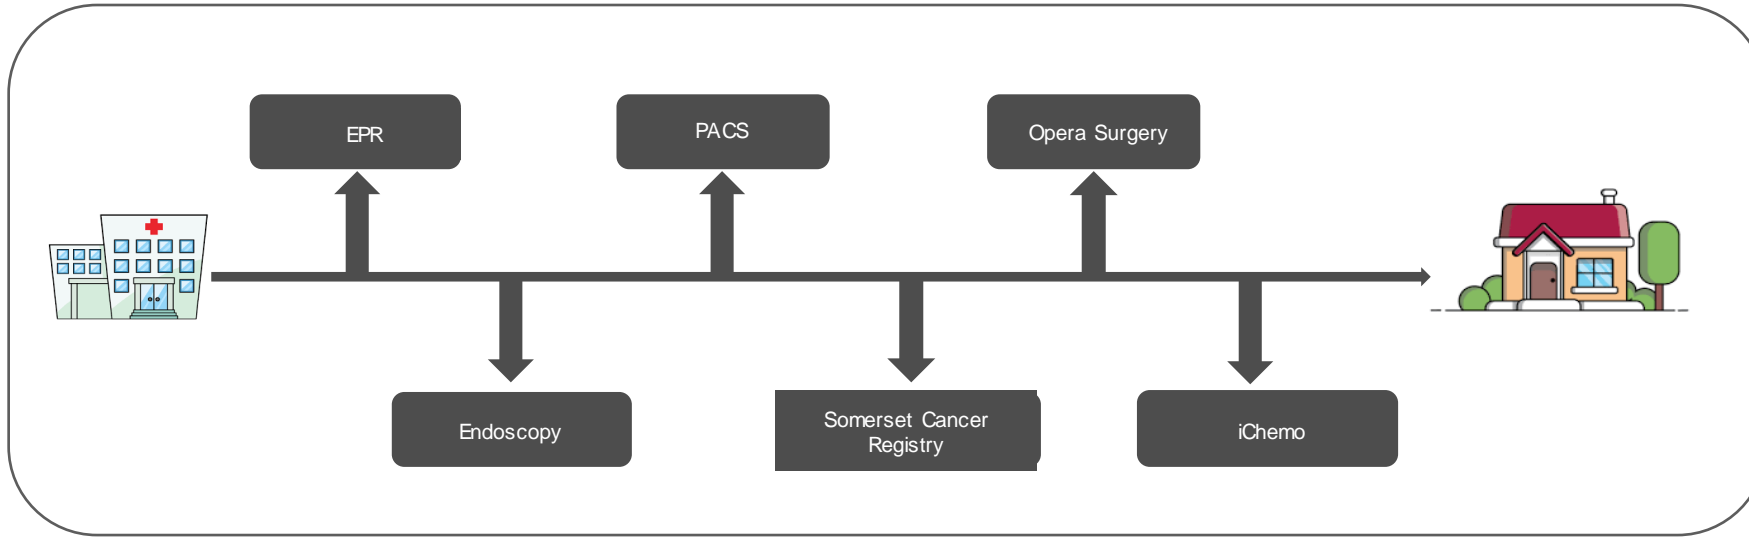 EPR
PACS
Opera Surgery
Endoscopy
Somerset Cancer
Registry
iChemo